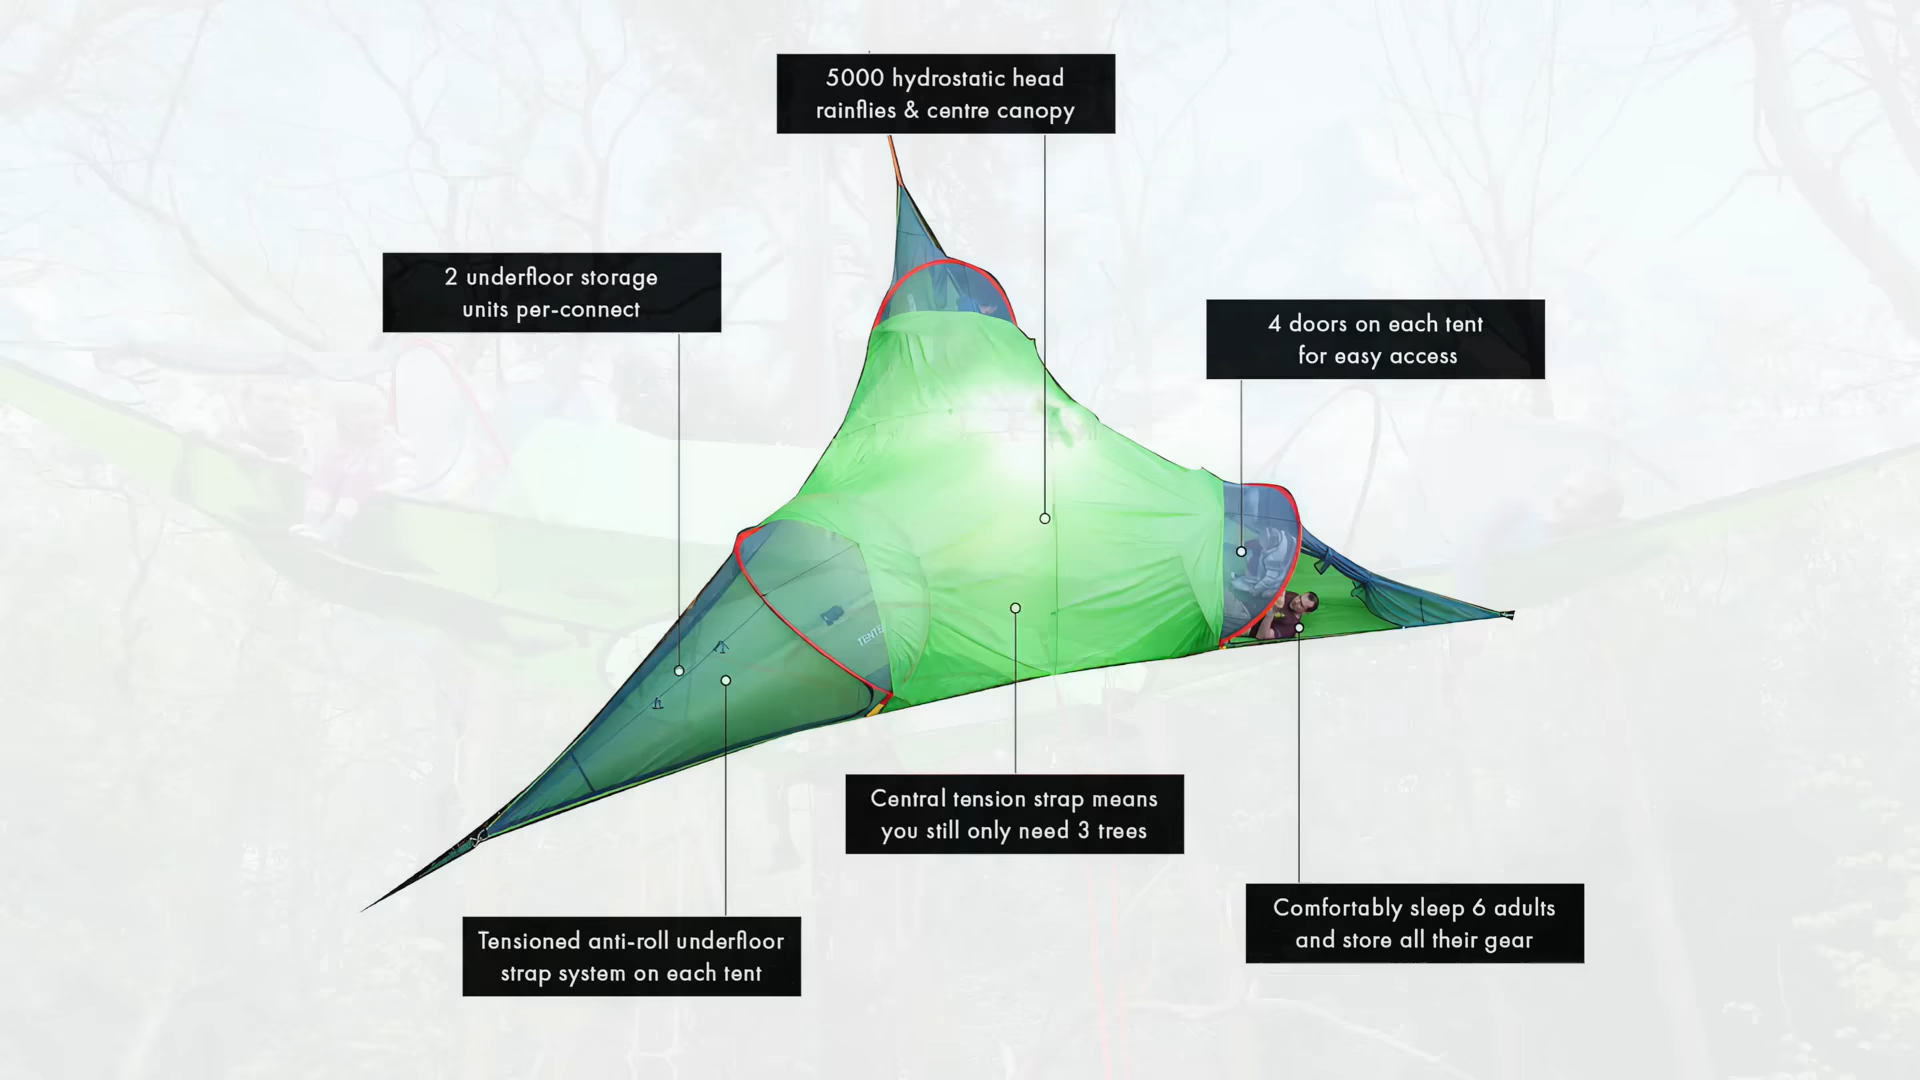 5000 hydrostatic head
rainflies & centre canopy
2 underfloor storage
units per-connect
4 doors on each tent
for easy access
Central tension strap means
you still only need 3 trees
Comfortably sleep 6 adults
and store all their gear
Tensioned anti-roll underfloor
strap system on each tent